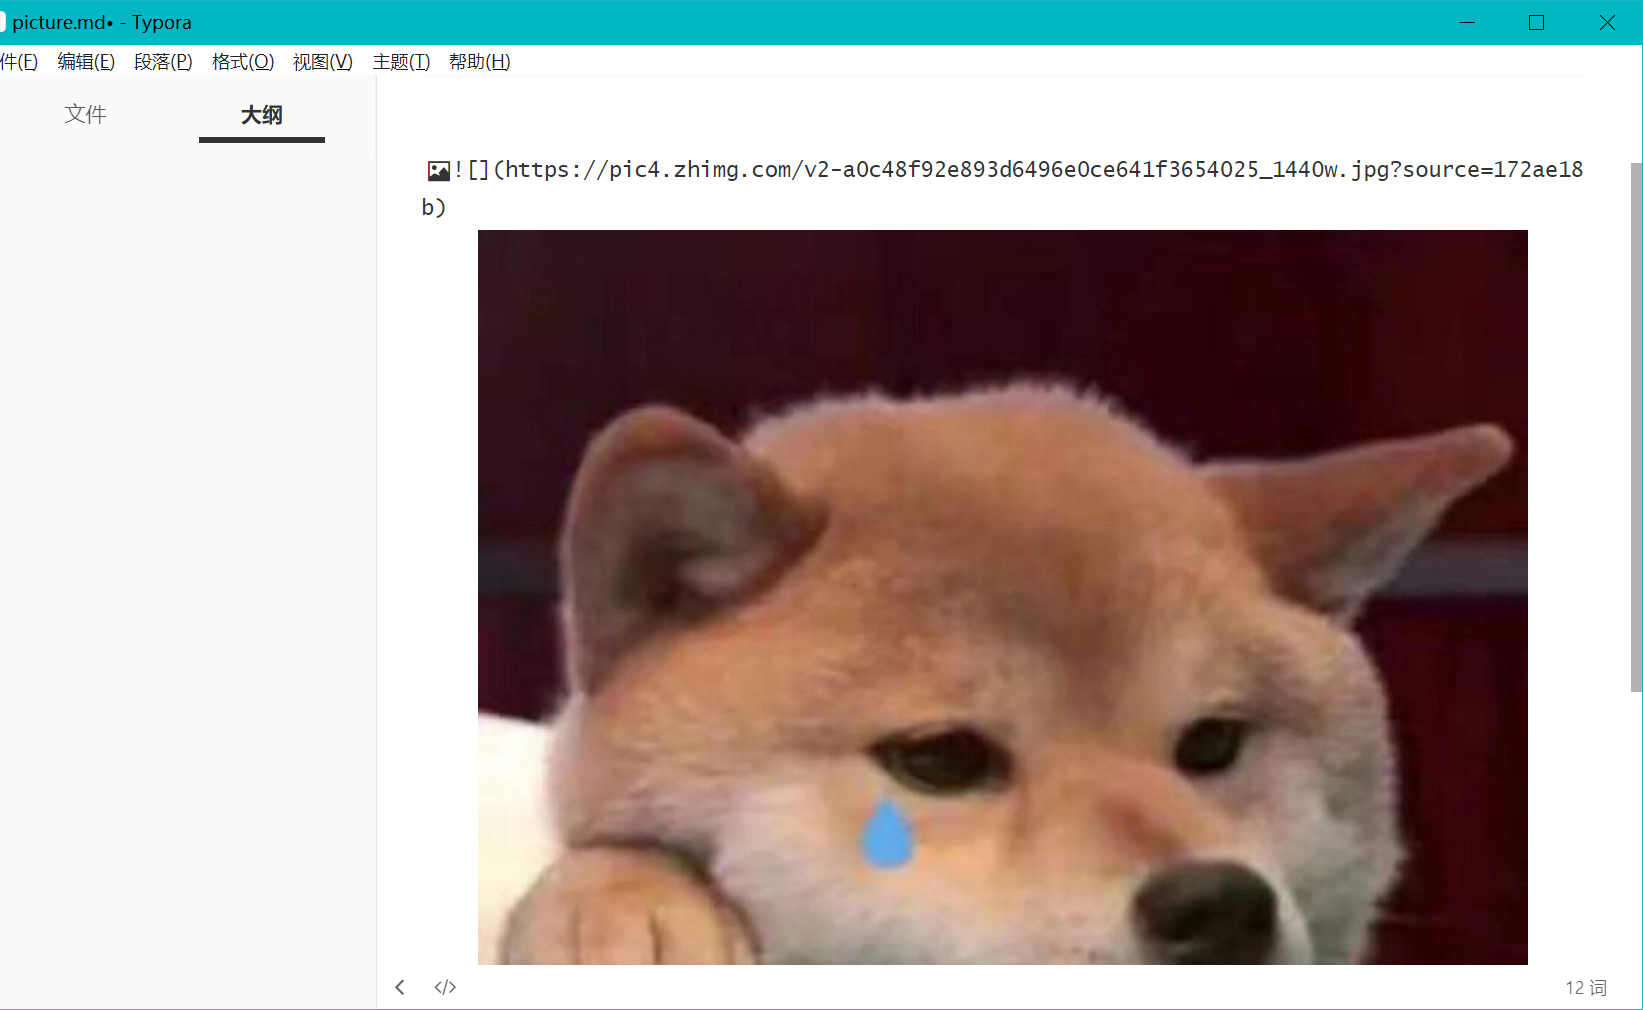 picture.md• - Typora
件(F) 编辑(E) 段落(P) 格式(O) 视图(V) 主题(T) 帮助(H)
文件 大纲
![](https://pic4.zhimg.com/v2-a0c48f92e893d6496e0ce641f3654025_1440w.jpg?source=172ae18
b)
</> 12 词